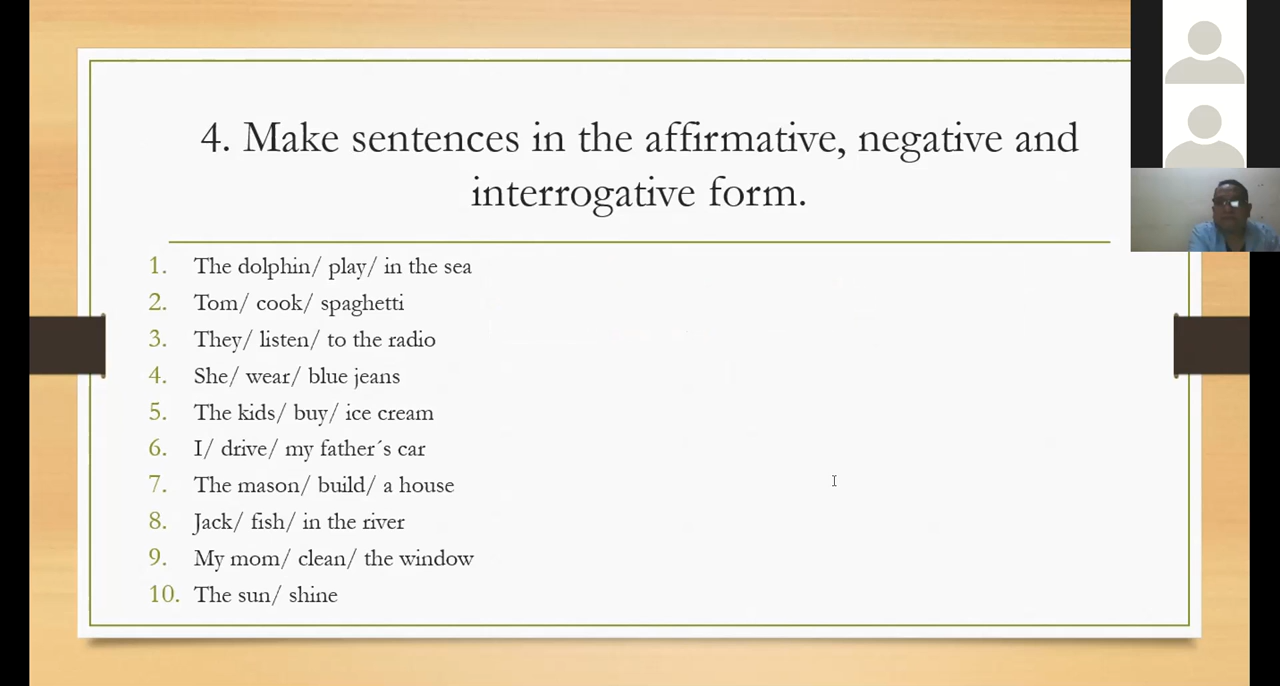 4. Make sentences in the affirmative, negative and
interrogative form.
1. The dolphin/ play/ in the sea
2. Tom/ cook/ spaghetti
3. They/ listen/ to the radio
4. She/ wear/ blue jeans
5. The kids/ buy/ ice cream
6. I/ drive/ my father´s car
7. The mason/ build/ a house
8. Jack/ fish/ in the river
9. My mom/ clean/ the window
10. The sun/ shine